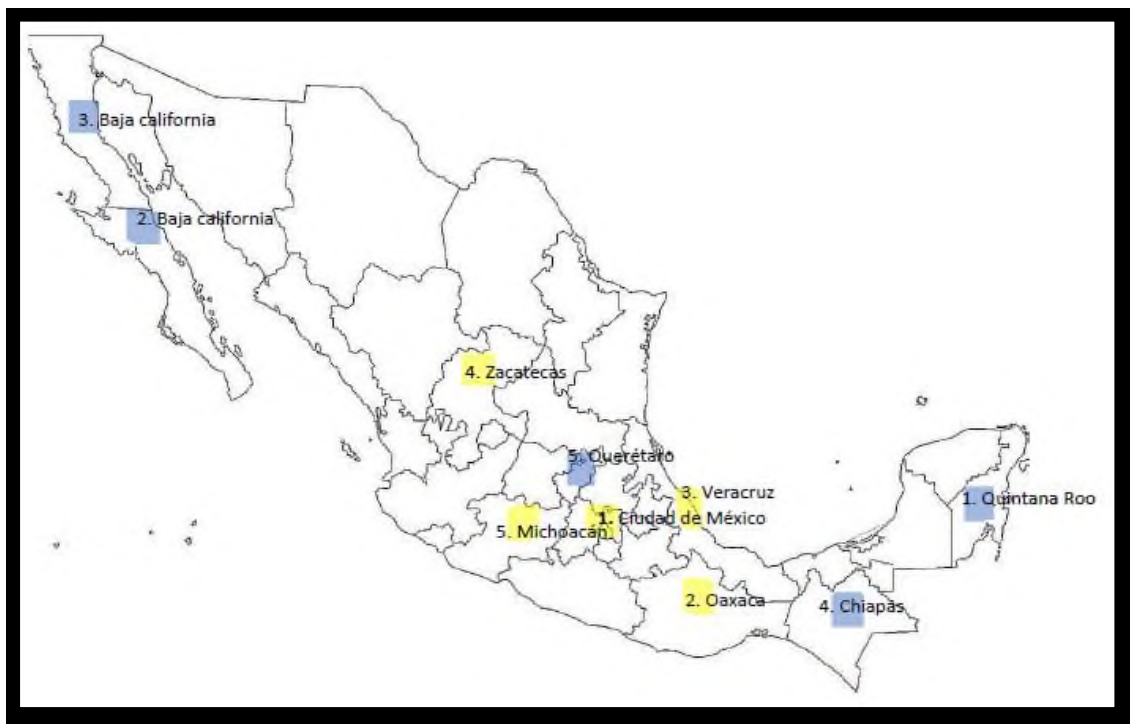 3. Baja california
2. Baja california
4. Zacatecas
5. Querétaro
3. Veracruz
1. Quintana Roo
1. Ciudad de México
5. Michoacán
2. Oaxaca
4. Chiapas